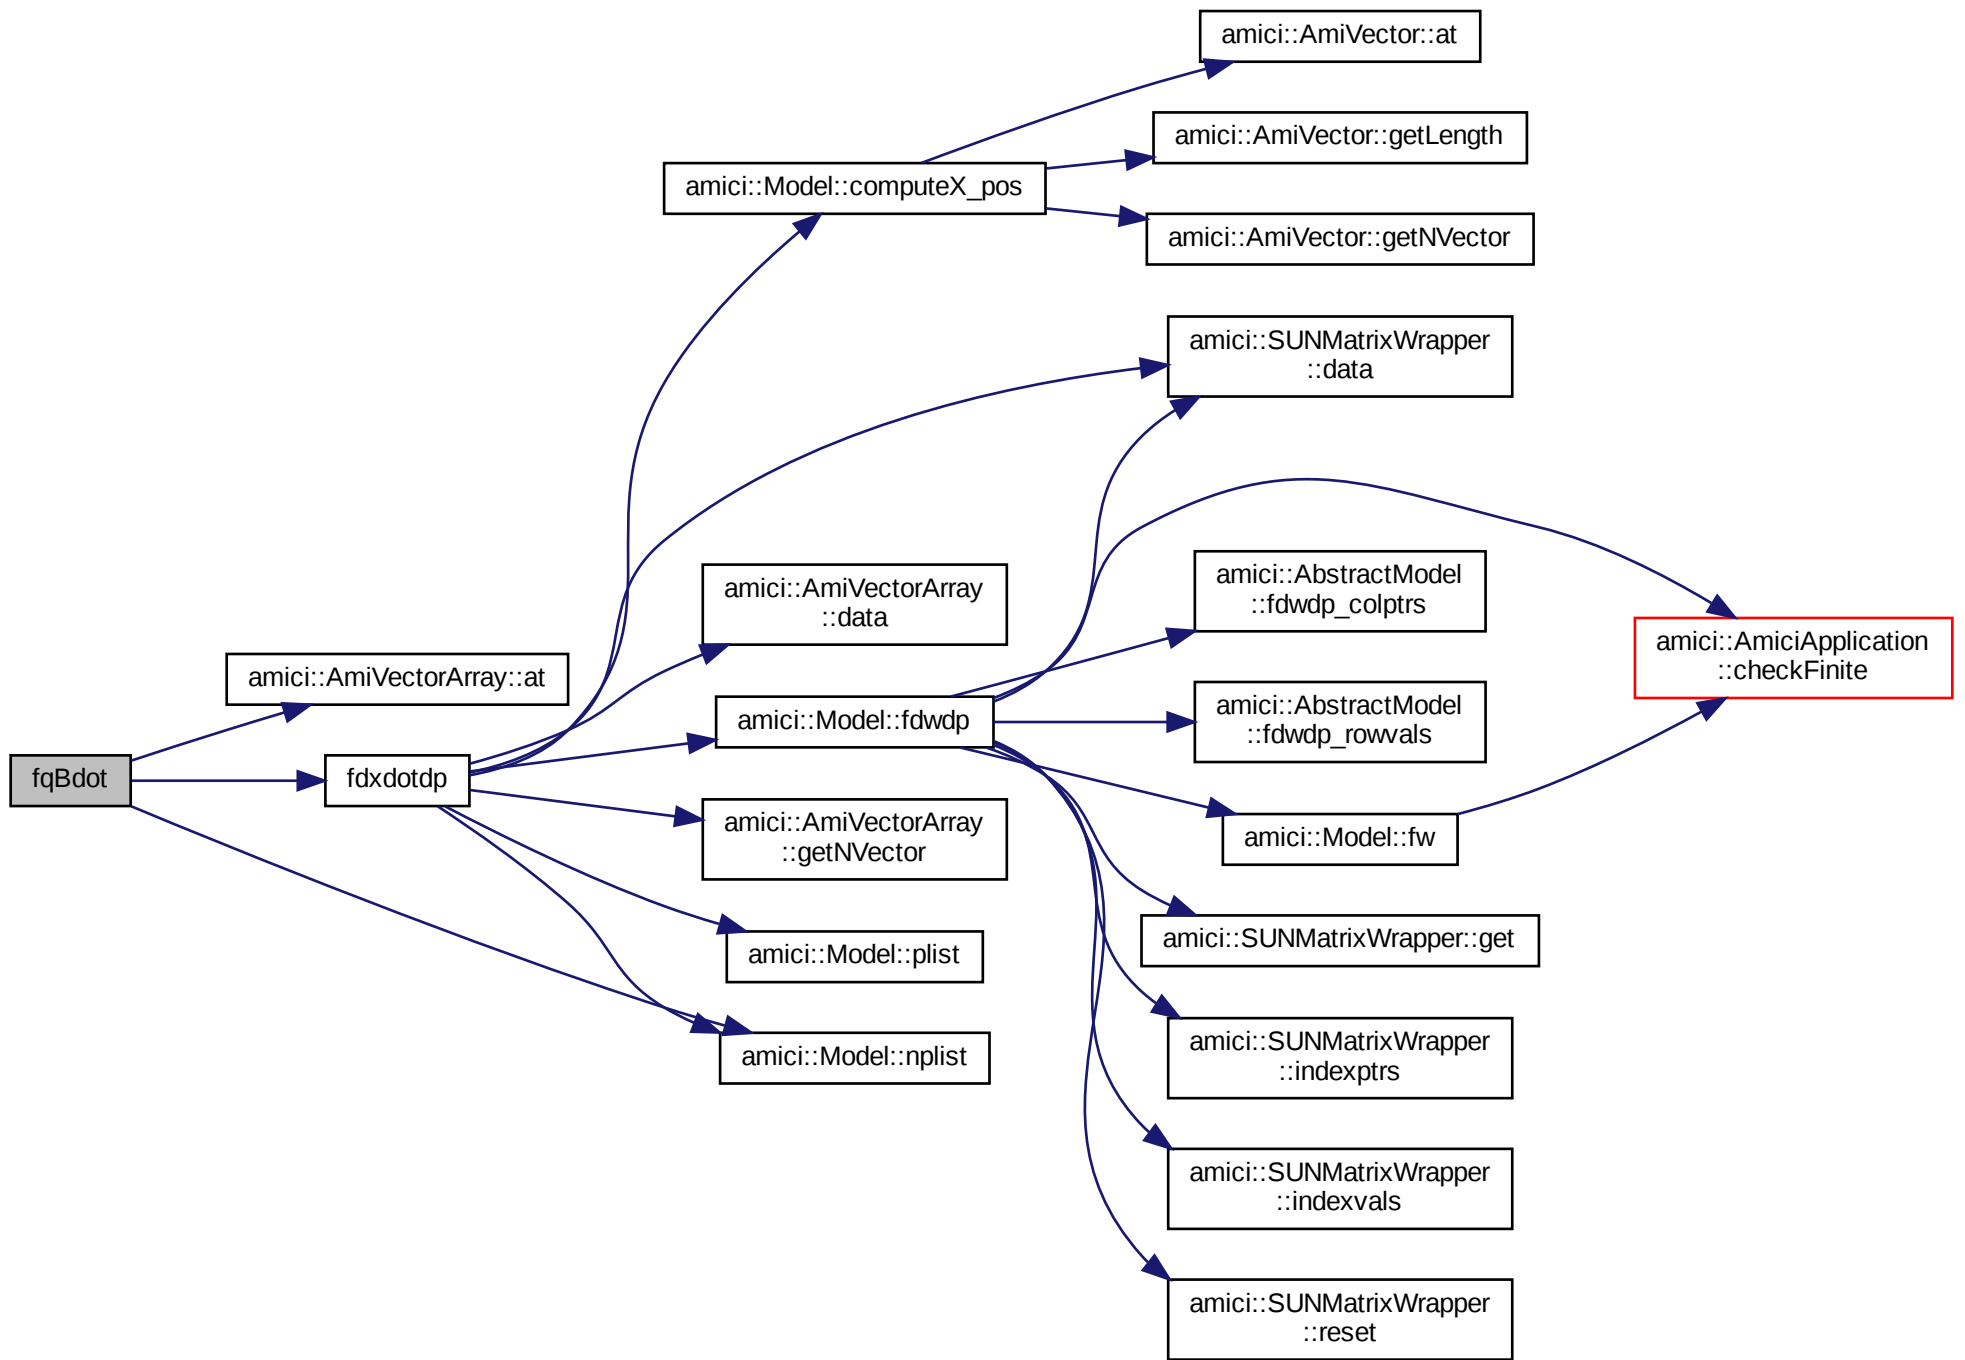 amici::AmiVector::at
amici::AmiVector::getLength
amici::Model::computeX_pos
amici::AmiVector::getNVector
amici::SUNMatrixWrapper
::data
amici::AmiVectorArray
::data
amici::AbstractModel
::fdwdp_colptrs
amici::AmiciApplication
::checkFinite
amici::AmiVectorArray::at
amici::Model::fdwdp
amici::AbstractModel
::fdwdp_rowvals
fqBdot
fdxdotdp
amici::AmiVectorArray
::getNVector
amici::Model::fw
amici::Model::plist
amici::SUNMatrixWrapper::get
amici::Model::nplist
amici::SUNMatrixWrapper
::indexptrs
amici::SUNMatrixWrapper
::indexvals
amici::SUNMatrixWrapper
::reset